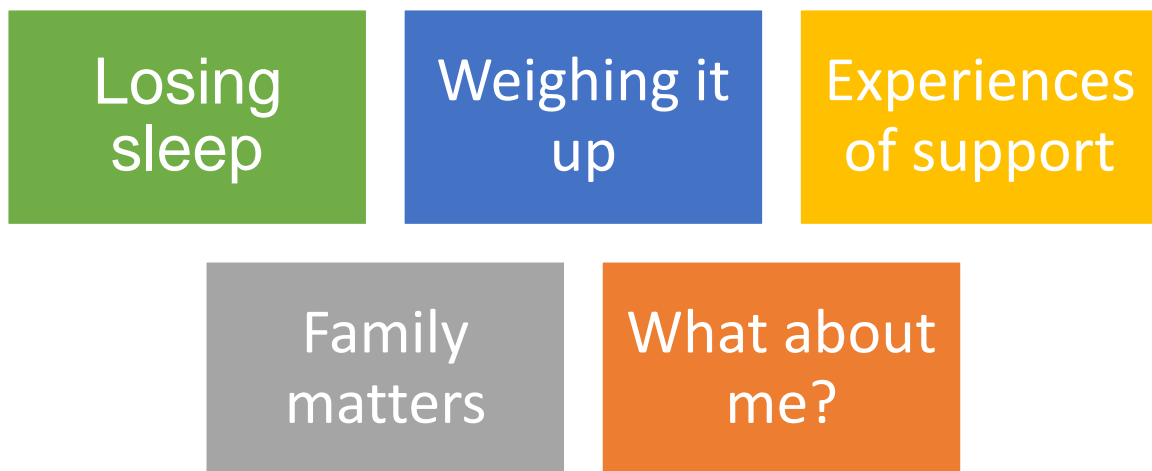 Losing
sleep
Weighing it
up
Experiences
of support
Family
matters
What about
me?